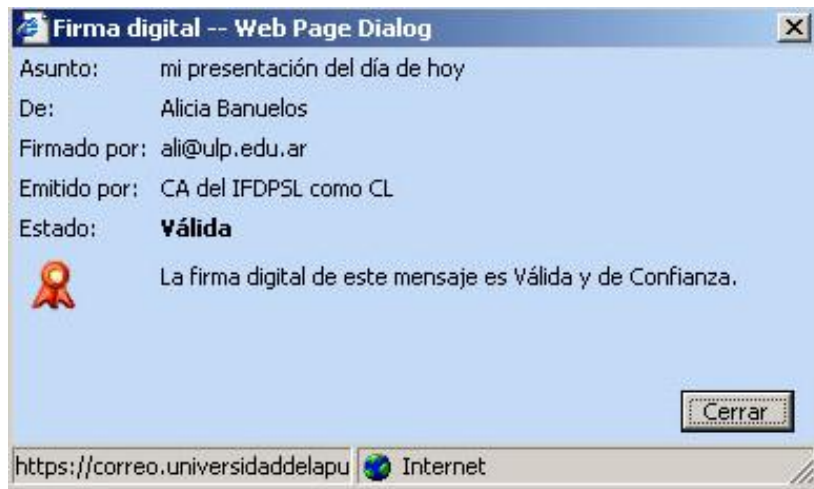 Firma digital -- Web Page Dialog
Asunto: mi presentación del día de hoy
De: Alicia Banuelos
Firmado por: ali@ulp.edu.ar
Emitido por: CA del IFDPSL como CL
Estado: Válida
La firma digital de este mensaje es Válida y de Confianza.
Cerrar
https://correo.universidaddelapu Internet